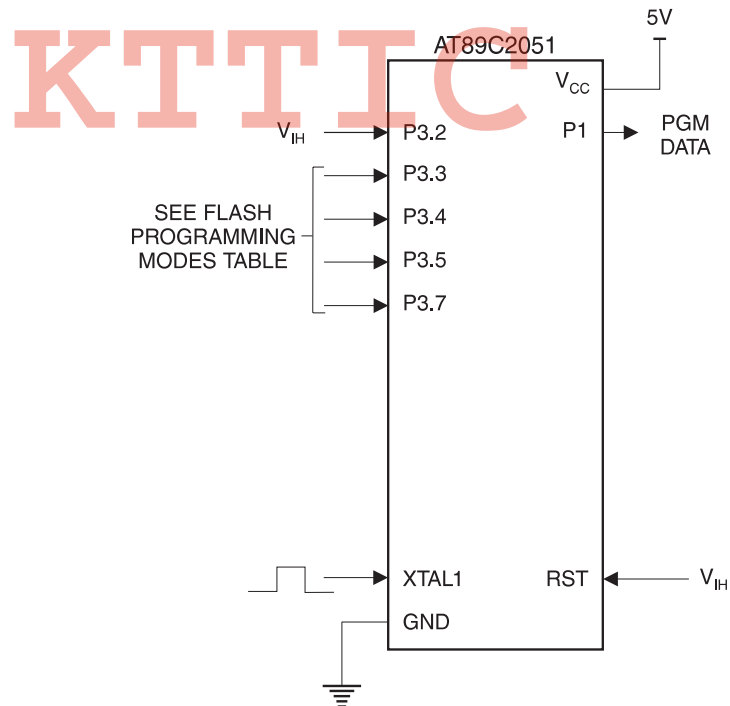 KTTIC
5V
AT89C2051
VCC
VIH
P3.2
P1
PGM
DATA
P3.3
SEE FLASH
PROGRAMMING
MODES TABLE
P3.4
P3.5
P3.7
XTAL1
RST
VIH
GND